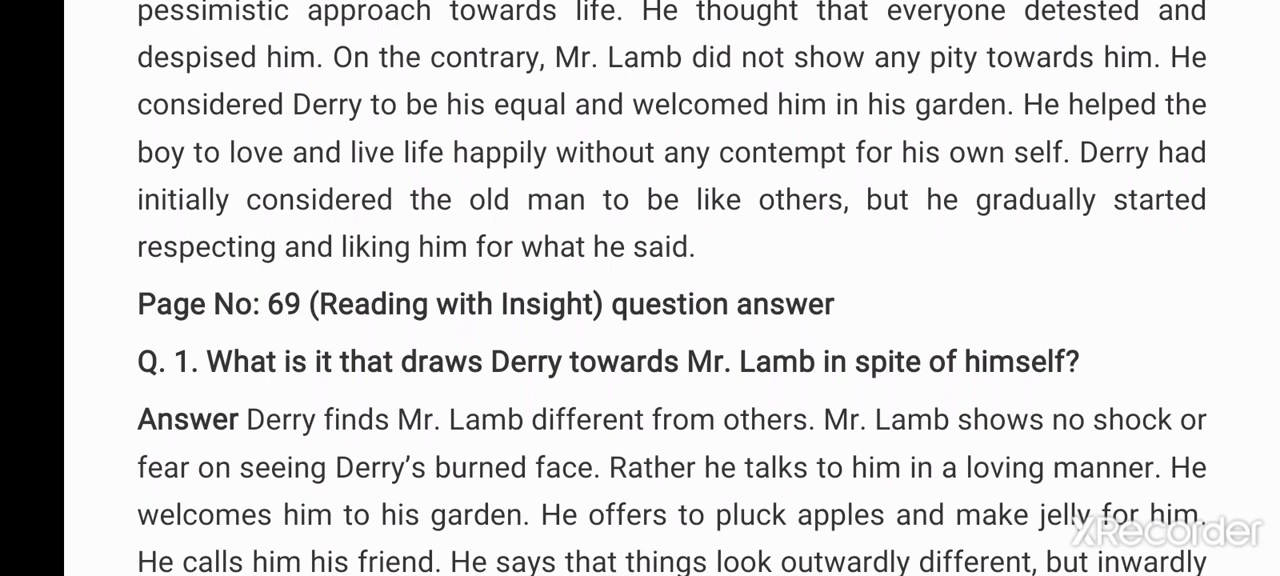 pessimistic approach towards life. He thought that everyone detested and
despised him. On the contrary, Mr. Lamb did not show any pity towards him. He
considered Derry to be his equal and welcomed him in his garden. He helped the
boy to love and live life happily without any contempt for his own self. Derry had
initially considered the old man to be like others, but he gradually started
respecting and liking him for what he said.
Page No: 69 (Reading with Insight) question answer
Q. 1. What is it that draws Derry towards Mr. Lamb in spite of himself?
Answer Derry finds Mr. Lamb different from others. Mr. Lamb shows no shock or
fear on seeing Derry’s burned face. Rather he talks to him in a loving manner. He
welcomes him to his garden. He offers to pluck apples and make jelly for him.
XRecorder
He calls him his friend. He says that things look outwardly different, but inwardly